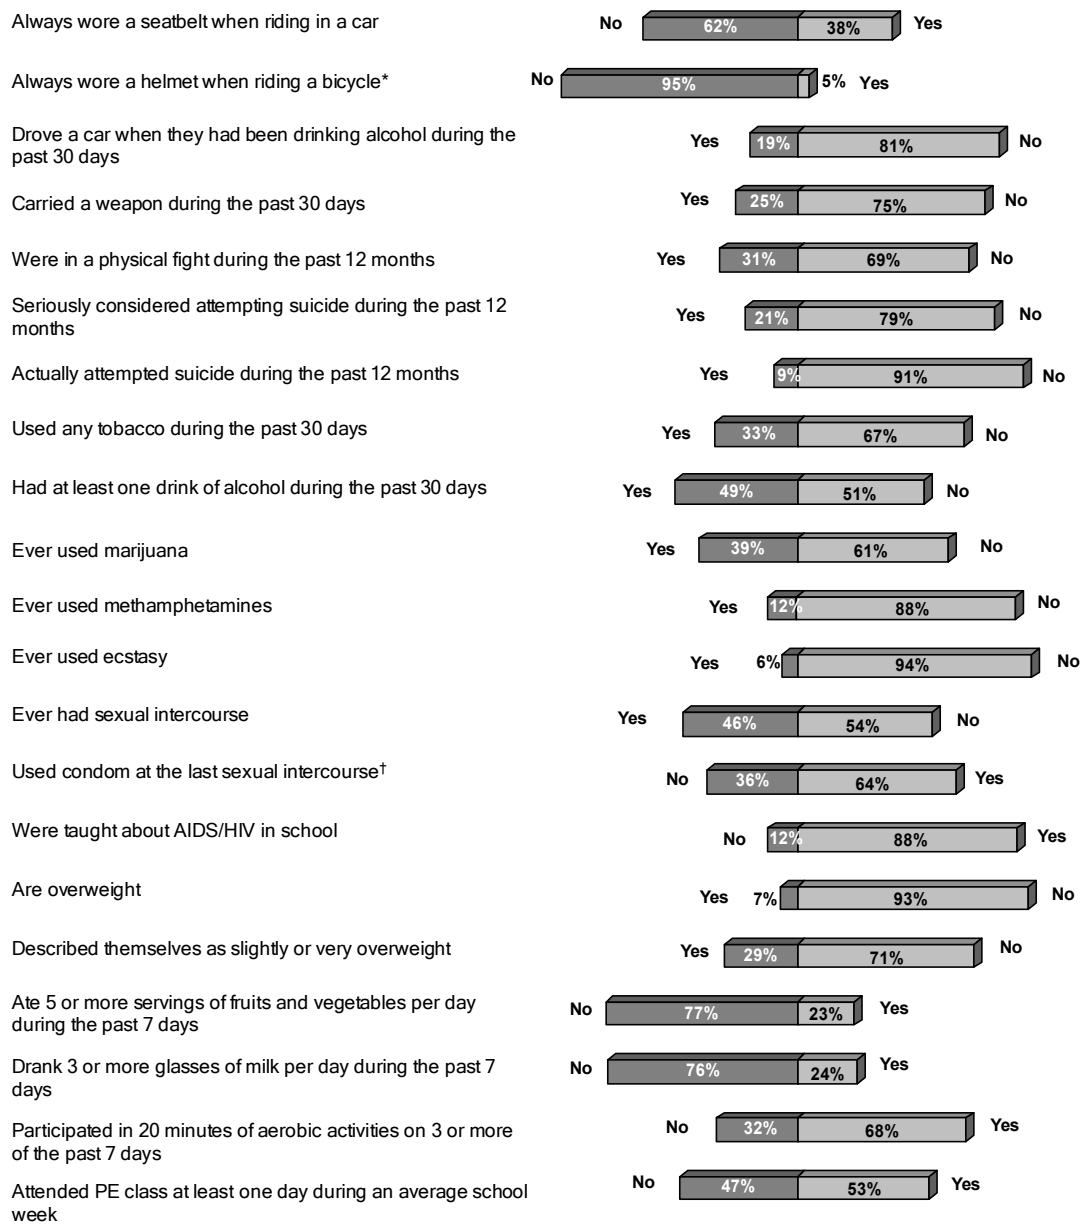 Always wore a seatbelt when riding in a car
No 62% 38% Yes
Always wore a helmet when riding a bicycle*
No 95% 5% Yes
Drove a car when they had been drinking alcohol during the
past 30 days
Yes 19% 81% No
Carried a weapon during the past 30 days
Yes 25% 75% No
Were in a physical fight during the past 12 months
Yes 31% 69% No
Seriously considered attempting suicide during the past 12
months
Yes 21% 79% No
Actually attempted suicide during the past 12 months
Yes 9% 91% No
Used any tobacco during the past 30 days
Yes 33% 67% No
Had at least one drink of alcohol during the past 30 days
Yes 49% 51% No
Ever used marijuana
Yes 39% 61% No
Ever used methamphetamines
Yes 12% 88% No
Ever used ecstasy
Yes 6% 94% No
Ever had sexual intercourse
Yes 46% 54% No
Used condom at the last sexual intercourse†
No 36% 64% Yes
Were taught about AIDS/HIV in school
No 12% 88% Yes
Are overweight
Yes 7% 93% No
Described themselves as slightly or very overweight
Yes 29% 71% No
Ate 5 or more servings of fruits and vegetables per day
during the past 7 days
No 77% 23% Yes
Drank 3 or more glasses of milk per day during the past 7
days
No 76% 24% Yes
Participated in 20 minutes of aerobic activities on 3 or more
of the past 7 days
No 32% 68% Yes
Attended PE class at least one day during an average school
week
No 47% 53% Yes